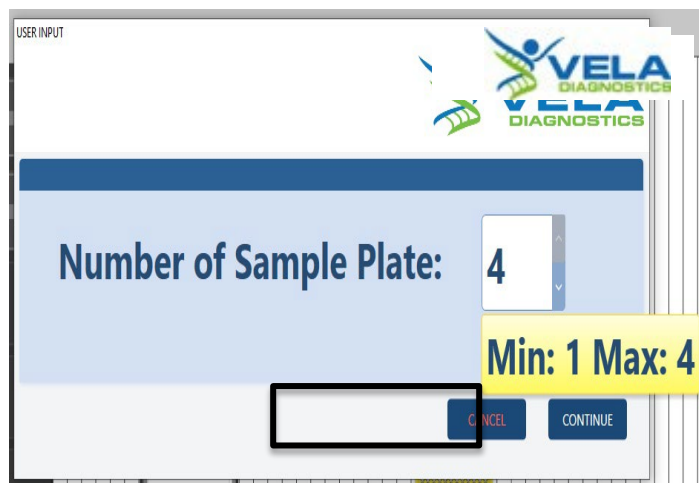 USER INPUT
VELA
DIAGNOSTICS
VELA
DIAGNOSTICS
Number of Sample Plate:
4
Min: 1 Max: 4
CANCEL
CONTINUE